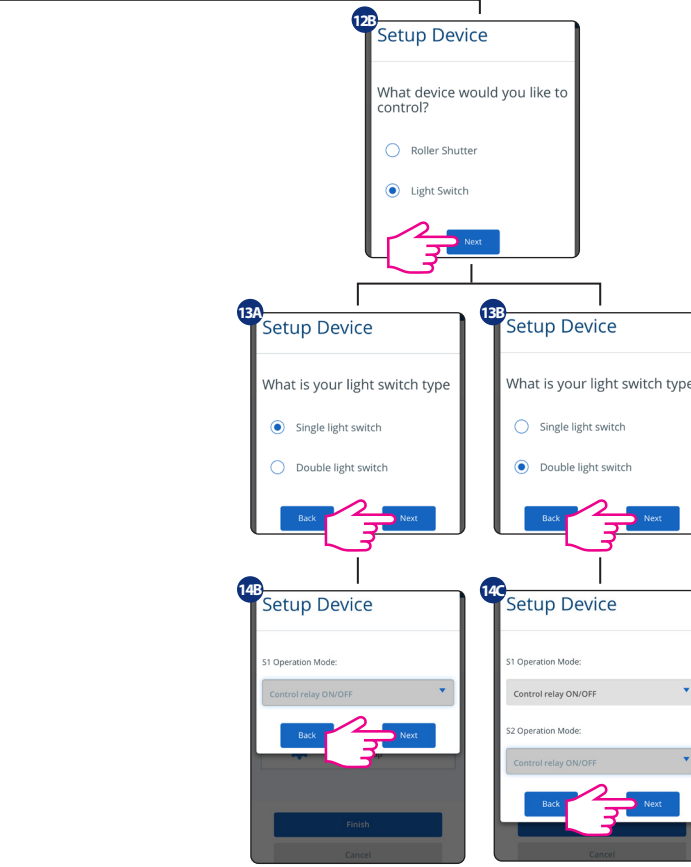 12B
Setup Device
What device would you like to
control?
Roller Shutter
Light Switch
Next
13A
Setup Device
What is your light switch type
Single light switch
Double light switch
Back
Next
13B
Setup Device
What is your light switch type
Single light switch
Double light switch
Back
Next
14B
Setup Device
S1 Operation Mode:
Control relay ON/OFF
Back
Next
Finish
Cancel
14C
Setup Device
S1 Operation Mode:
Control relay ON/OFF
S2 Operation Mode:
Control relay ON/OFF
Back
Next
Cancel